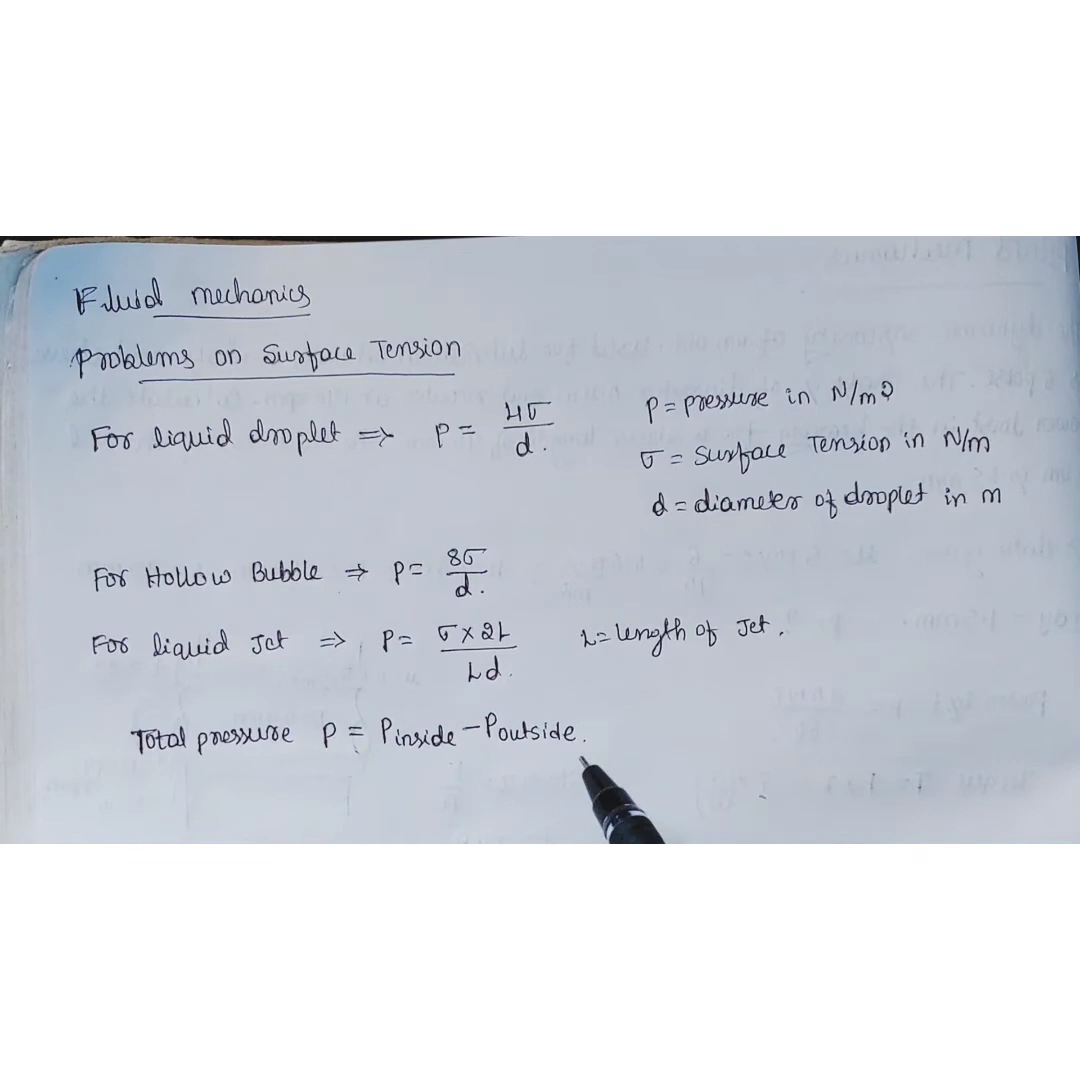 Fluid mechanics
Problems on Surface Tension
For liquid droplet => P = 4σ/d.
P = pressure in N/m2
σ = Surface Tension in N/m
d = diameter of droplet in m
For Hollow Bubble => P = 8σ/d.
For liquid Jet => P = σ×2L/Ld.
L = length of Jet.
Total pressure P = Pinside - Poutside.